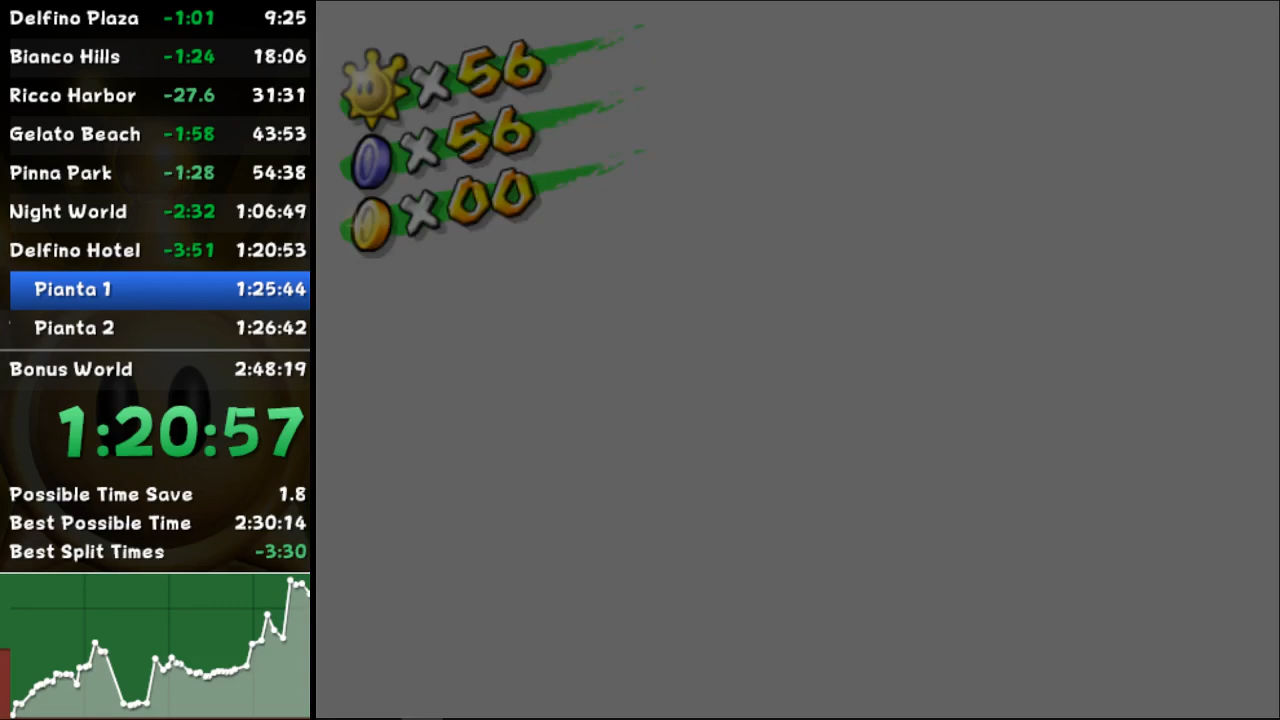 Delfino Plaza -1:01 9:25
Bianco Hills -1:24 18:06
Ricco Harbor -27.6 31:31
Gelato Beach -1:58 43:53
Pinna Park -1:28 54:38
Night World -2:32 1:06:49
Delfino Hotel -3:51 1:20:53
Pianta 1 1:25:44
Pianta 2 1:26:42
Bonus World 2:48:19
1:20:57
Possible Time Save 1.8
Best Possible Time 2:30:14
Best Split Times -3:30
×56
×56
×00